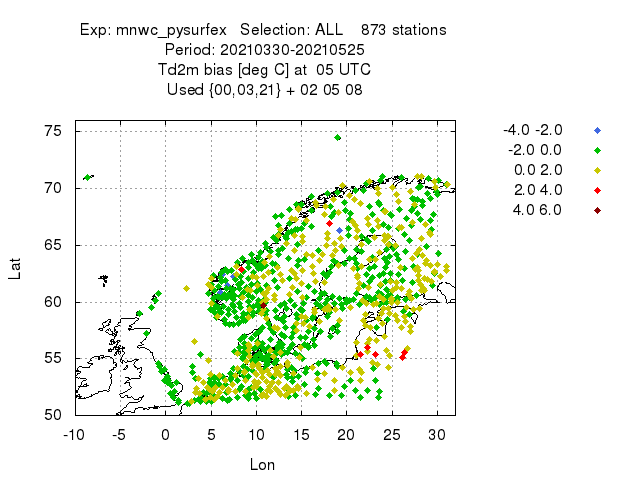 Exp: mnwc_pysurfex   Selection: ALL    873 stations
Period: 20210330-20210525
Td2m bias [deg C] at  05 UTC
Used {00,03,21} + 02 05 08
-4.0 -2.0
-2.0  0.0
0.0  2.0
2.0  4.0
4.0  6.0
75
70
65
60
55
50
Lat
-10 -5 0 5 10 15 20 25 30
Lon